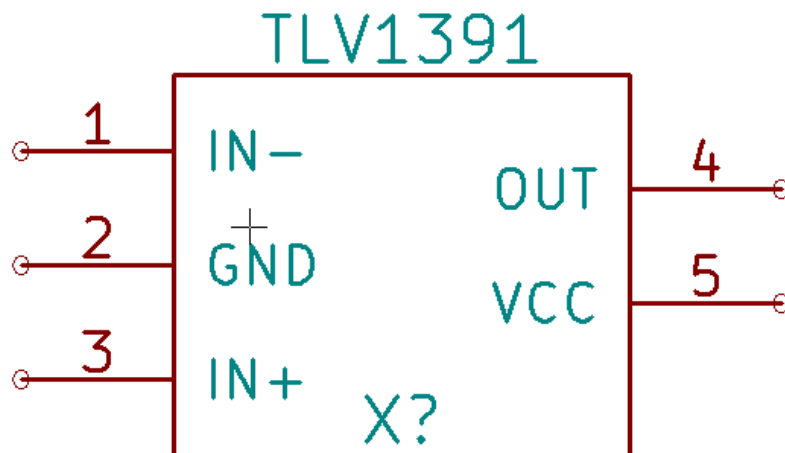 TLV1391
1 IN-
OUT 4
2 GND
VCC 5
3 IN+
X?